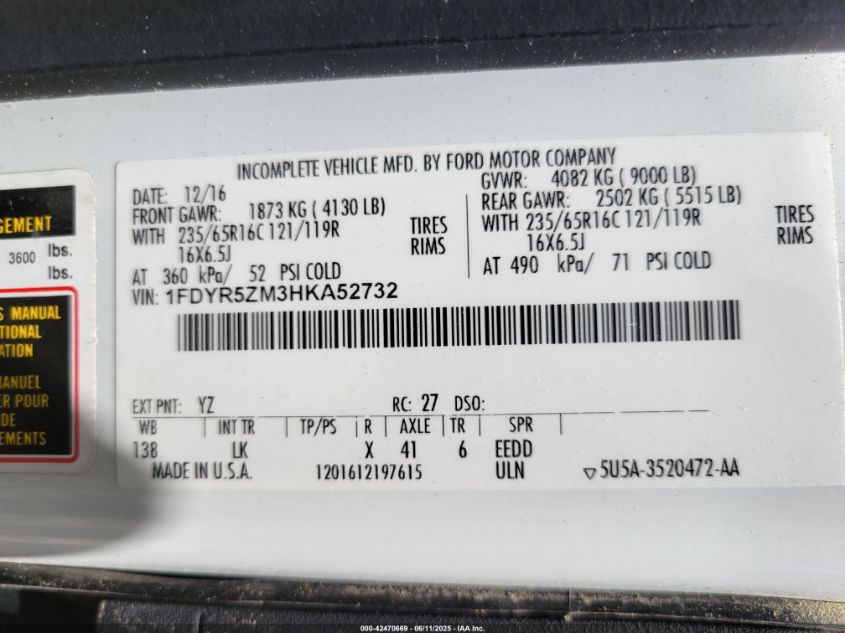 INCOMPLETE VEHICLE MFD. BY FORD MOTOR COMPANY
DATE: 12/16 GVWR: 4082 KG ( 9000 LB)
FRONT GAWR: 1873 KG ( 4130 LB) REAR GAWR: 2502 KG ( 5515 LB)
WITH 235/65R16C 121/119R TIRES WITH 235/65R16C 121/119R TIRES
16X6.5J RIMS 16X6.5J RIMS
AT 360 kPa/ 52 PSI COLD AT 490 kPa/ 71 PSI COLD
VIN: 1FDYR5ZM3HKA52732
EXT PNT: YZ RC: 27 DSO:
WB INT TR TP/PS R AXLE TR SPR
138 LK X 41 6 EEDD
MADE IN U.S.A. 1201612197615 ULN 5U5A-3520472-AA
GEMENT
3600 lbs.
lbs.
S MANUAL
TIONAL
ATION
MANUEL
ER POUR
DE
EMENTS
00-42470669 - 06/11/2025 - IAA Inc.